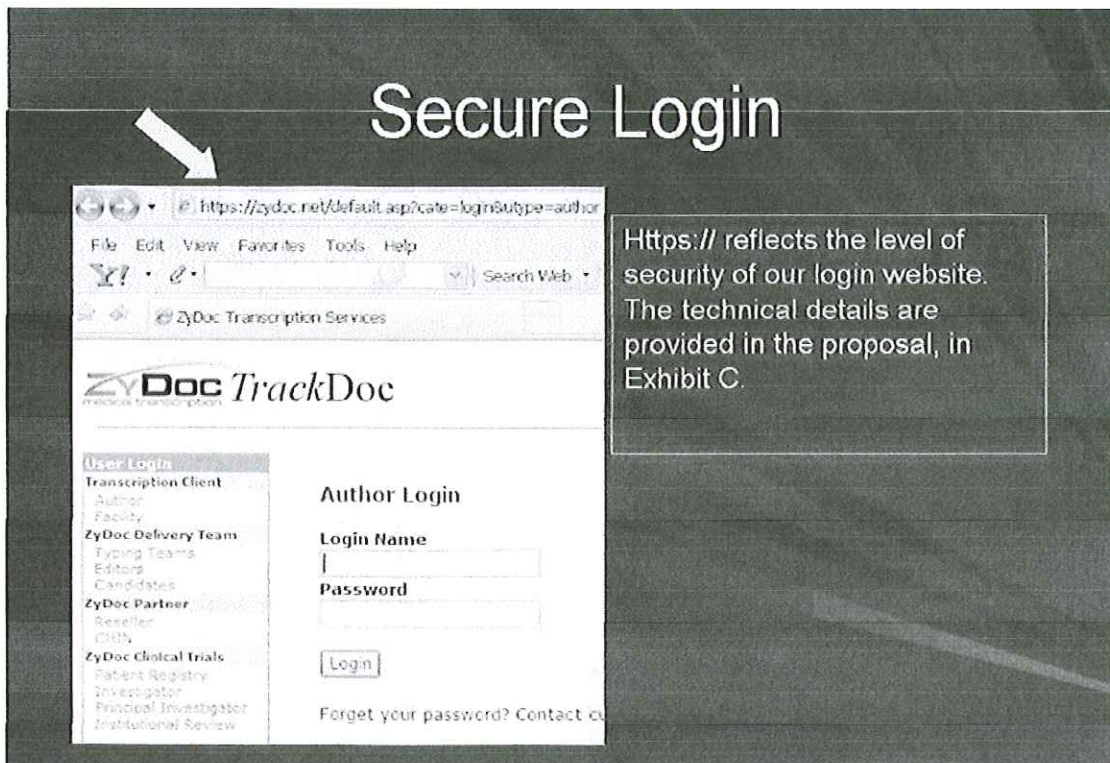 Secure Login
https://zydoc.net/default.asp?cate=login&utype=author
File Edit View Favorites Tools Help
Y!
Search Web
ZyDoc Transcription Services
ZyDoc TrackDoc
medical transcription
User Login
Transcription Client
Author
Facility
ZyDoc Delivery Team
Typing Teams
Editors
Candidates
ZyDoc Partner
Reseller
CHIN
ZyDoc Clinical Trials
Patient Registry
Investigator
Principal Investigator
Institutional Review
Author Login
Login Name
Password
Login
Forget your password? Contact cu
Https:// reflects the level of
security of our login website.
The technical details are
provided in the proposal, in
Exhibit C.